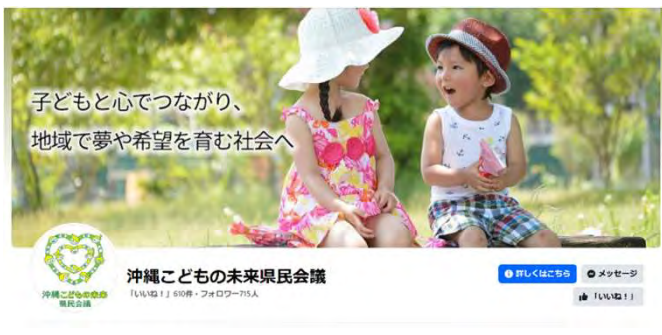 子どもと心でつながり、
地域で夢や希望を育む社会へ
沖縄こどもの未来
県民会議
沖縄こどもの未来県民会議
「いいね！」610件・フォロワー715人
詳しくはこちら
メッセージ
「いいね！」